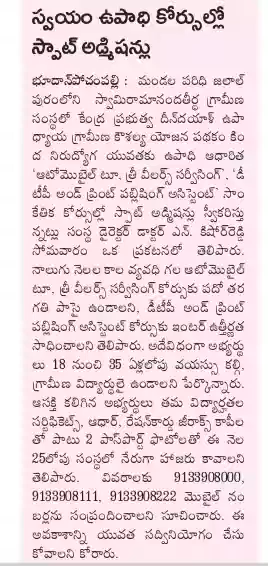 స్వయం ఉపాధి కోర్సుల్లో
స్పాట్ అడ్మిషన్లు
భూదాన్‌పోచంపల్లి : మండల పరిధి జలాల్
పురంలోని స్వామిరామానందతీర్థ గ్రామీణ
సంస్థలో కేంద్ర ప్రభుత్వ దీన్‌దయాళ్ ఉపా
ధ్యాయ గ్రామీణ కౌశల్య యోజన పథకం కిం
ద నిరుద్యోగ యువతకు ఉపాధి ఆధారిత
'ఆటోమొబైల్ టూ, త్రీ వీలర్స్ సర్వీసింగ్', 'డీ
టీపీ అండ్ ప్రింట్ పబ్లిషింగ్ అసిస్టెంట్' సాం
కేతిక కోర్సుల్లో స్పాట్ అడ్మిషన్లు స్వీకరిస్తు
న్నట్లు సంస్థ డైరెక్టర్ డాక్టర్ ఎన్. కిషోర్‌రెడ్డి
సోమవారం ఒక ప్రకటనలో తెలిపారు.
నాలుగు నెలల కాల వ్యవధి గల ఆటోమొబైల్
టూ, త్రీ వీలర్స్ సర్వీసింగ్ కోర్సుకు పదో తర
గతి పాసై ఉండాలని, డీటీపీ అండ్ ప్రింట్
పబ్లిషింగ్ అసిస్టెంట్ కోర్సుకు ఇంటర్ ఉత్తీర్ణత
సాధించాలని తెలిపారు. అదేవిధంగా అభ్యర్థు
లు 18 నుంచి 35 ఏళ్లలోపు వయస్సు కల్గి,
గ్రామీణ విద్యార్థులై ఉండాలని పేర్కొన్నారు.
ఆసక్తి కలిగిన అభ్యర్థులు తమ విద్యార్హతల
సర్టిఫికెట్స్, ఆధార్, రేషన్‌కార్డు జీరాక్స్ కాపీల
తో పాటు 2 పాస్‌పోర్ట్ ఫొటోలతో ఈ నెల
25లోపు సంస్థలో నేరుగా హాజరు కావాలని
తెలిపారు. వివరాలకు 9133908000,
9133908111, 9133908222 మొబైల్ నం
బర్లను సంప్రందించాలని సూచించారు. ఈ
అవకాశాన్ని యువత సద్వినియోగం చేసు
కోవాలని కోరారు.